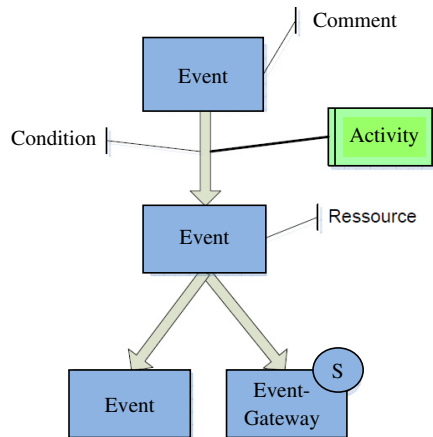 Comment
Event
Condition
Activity
Event
Ressource
S
Event
Event-
Gateway